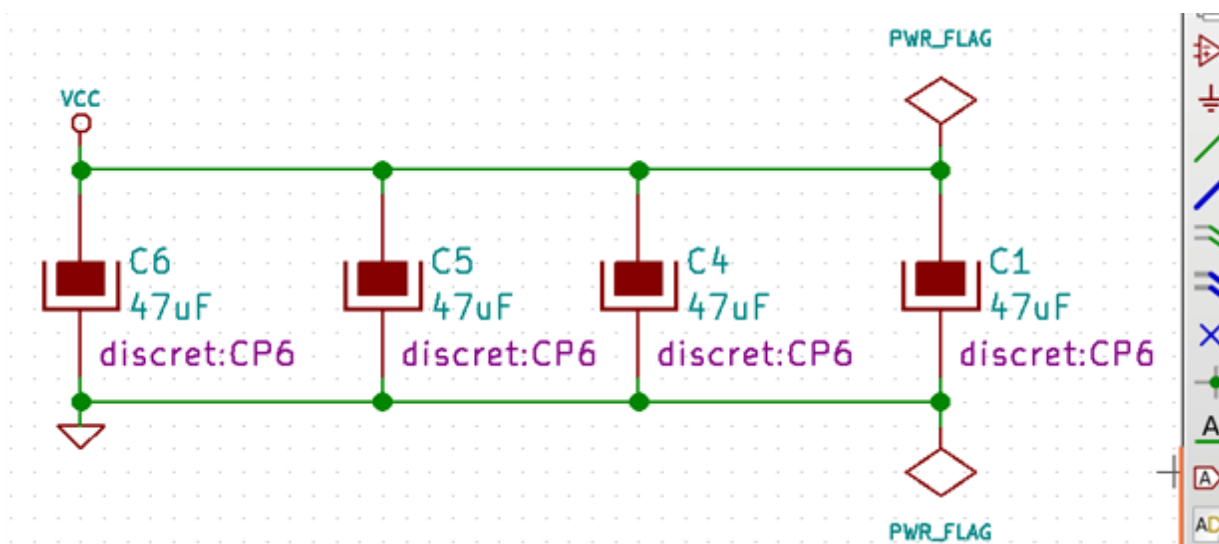 PWR_FLAG
VCC
C6
47uF
discret:CP6
C5
47uF
discret:CP6
C4
47uF
discret:CP6
C1
47uF
discret:CP6
PWR_FLAG
A
A
AD